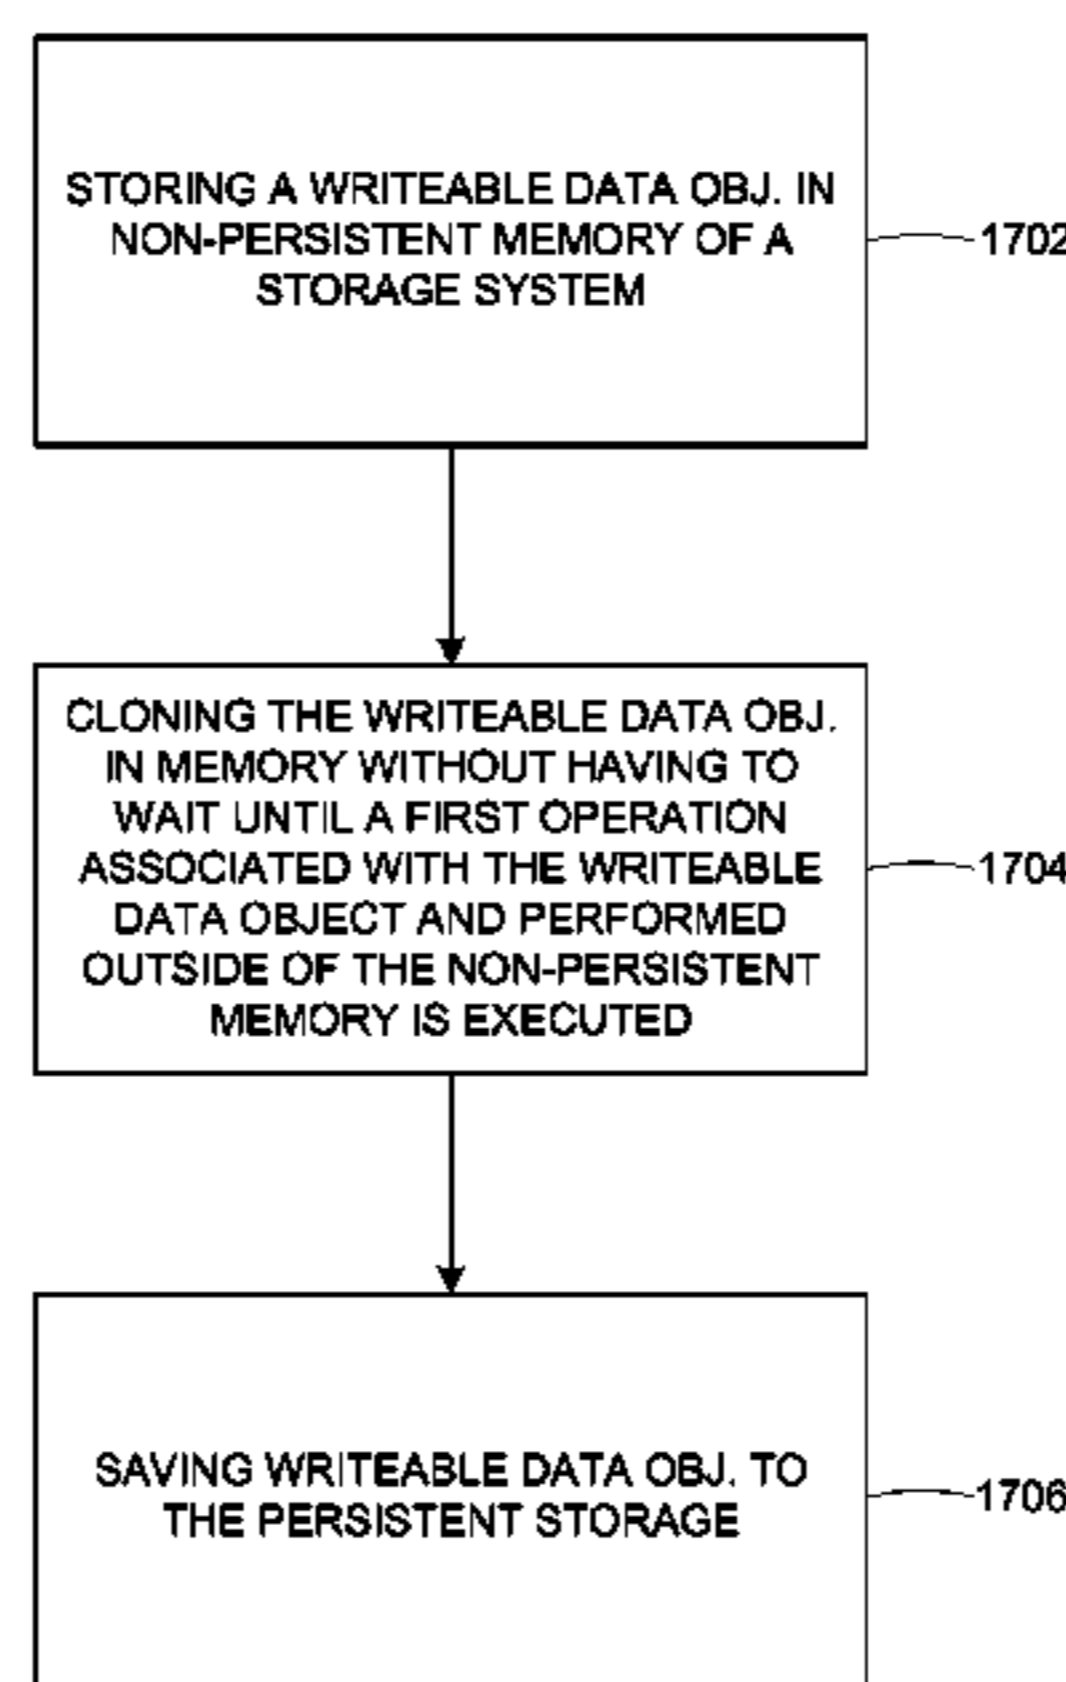 STORING A WRITEABLE DATA OBJ. IN
NON-PERSISTENT MEMORY OF A
STORAGE SYSTEM
1702
CLONING THE WRITEABLE DATA OBJ.
IN MEMORY WITHOUT HAVING TO
WAIT UNTIL A FIRST OPERATION
ASSOCIATED WITH THE WRITEABLE
DATA OBJECT AND PERFORMED
OUTSIDE OF THE NON-PERSISTENT
MEMORY IS EXECUTED
1704
SAVING WRITEABLE DATA OBJ. TO
THE PERSISTENT STORAGE
1706